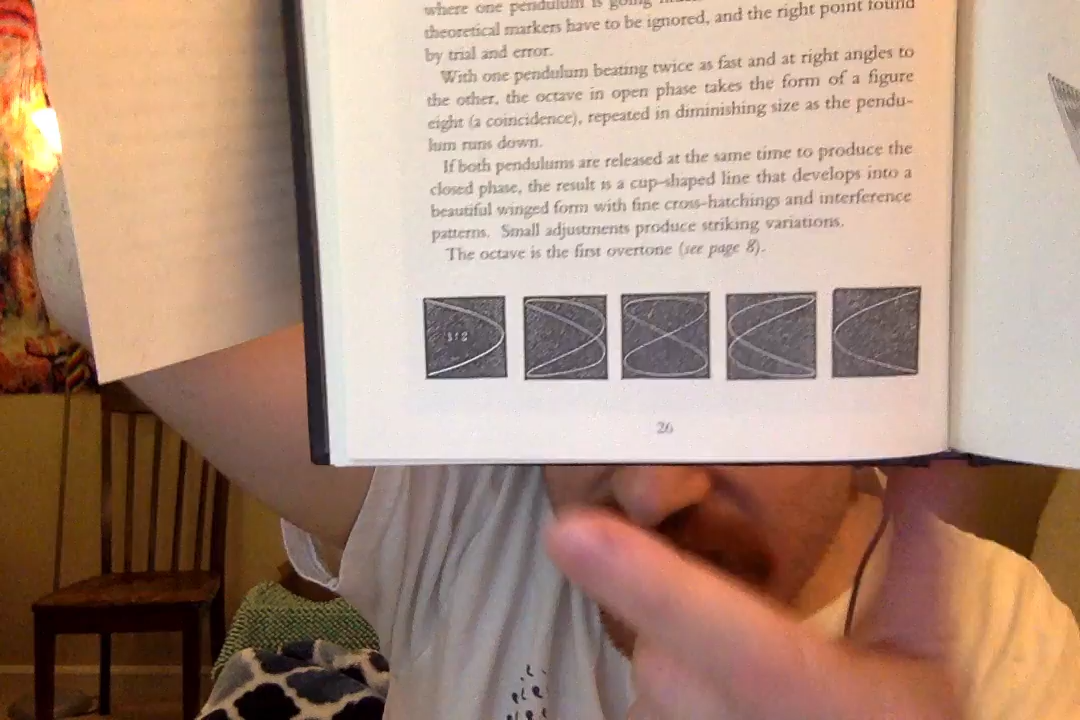 where one pendulum is going
theoretical markers have to be ignored, and the right point found
by trial and error.
With one pendulum beating twice as fast and at right angles to
the other, the octave in open phase takes the form of a figure
eight (a coincidence), repeated in diminishing size as the pendu-
lum runs down.
If both pendulums are released at the same time to produce the
closed phase, the result is a cup-shaped line that develops into a
beautiful winged form with fine cross-hatchings and interference
patterns. Small adjustments produce striking variations.
The octave is the first overtone (see page 8).
26